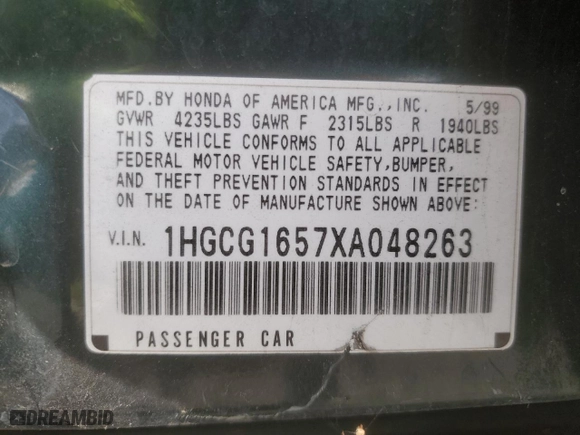 MFD.BY HONDA OF AMERICA MFG.,INC. 5/99
GVWR 4235LBS GAWR F 2315LBS R 1940LBS
THIS VEHICLE CONFORMS TO ALL APPLICABLE
FEDERAL MOTOR VEHICLE SAFETY,BUMPER,
AND THEFT PREVENTION STANDARDS IN EFFECT
ON THE DATE OF MANUFACTURE SHOWN ABOVE:
V.I.N. 1HGCG1657XA048263
PASSENGER CAR
DREAMBID